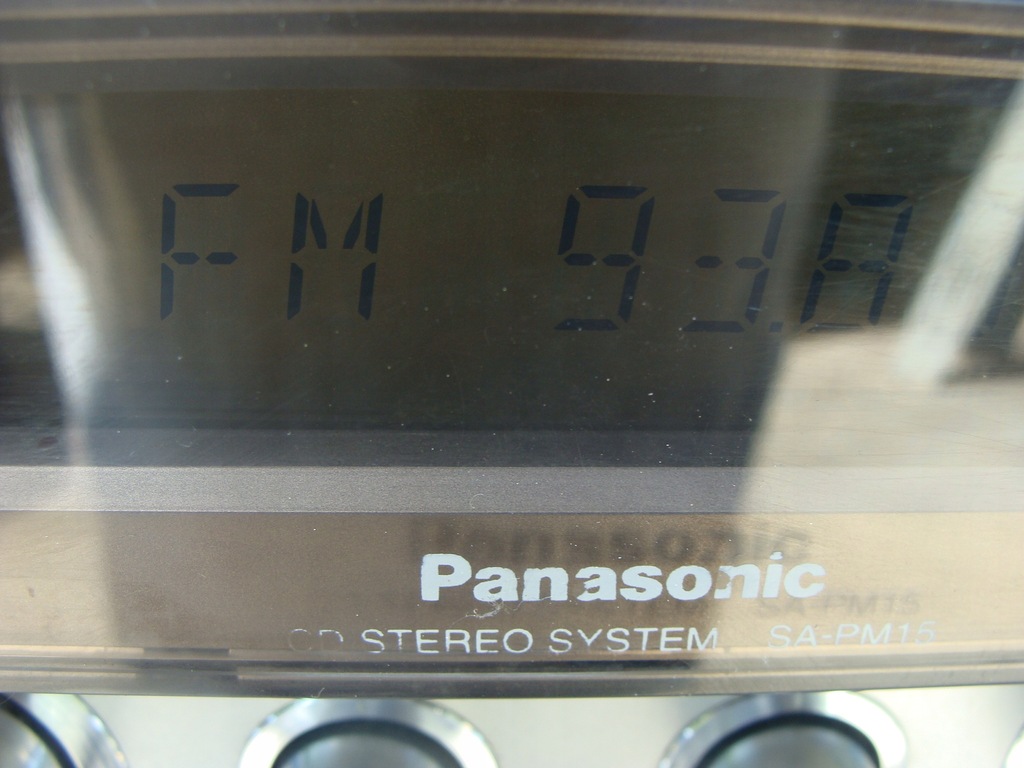 FM 93.8
Panasonic
CD STEREO SYSTEM SA-PM15